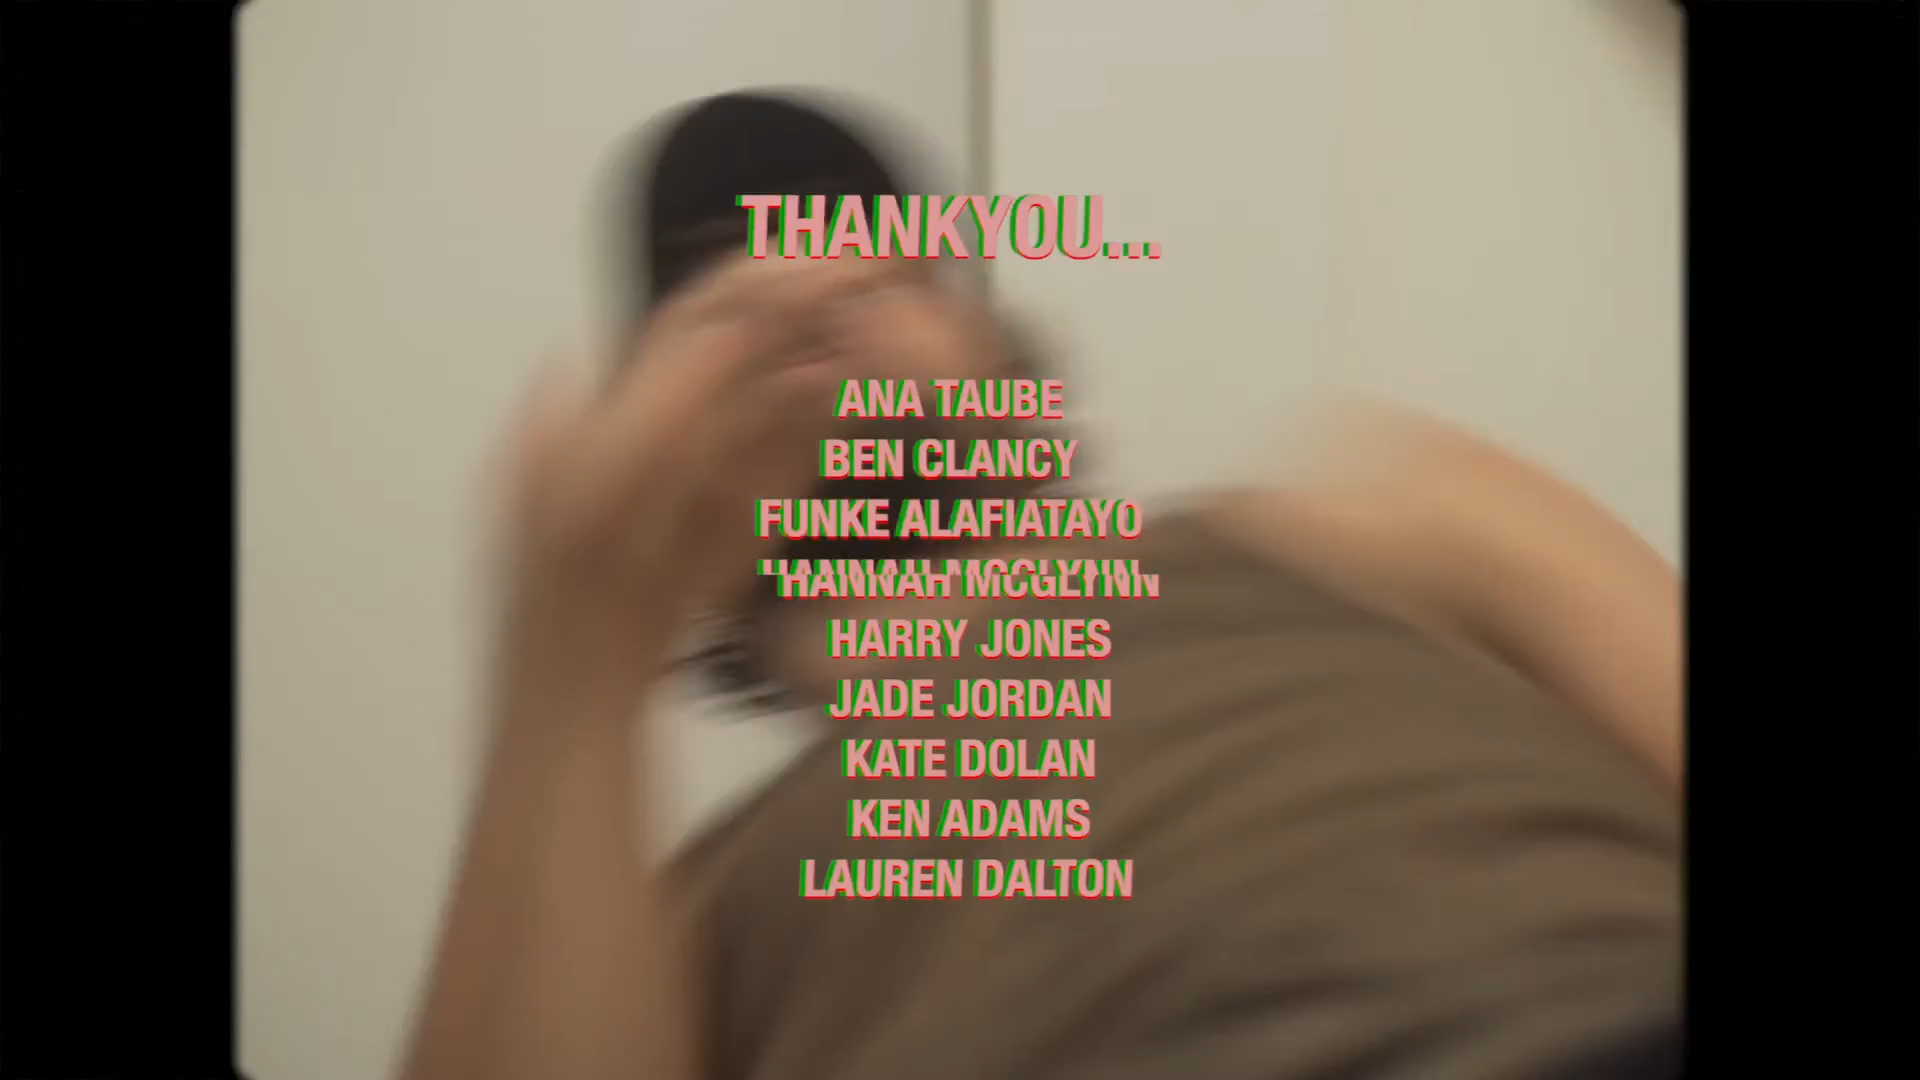 THANKYOU...
ANA TAUBE
BEN CLANCY
FUNKE ALAFIATAYO
HANNAH MCGLYNN
HARRY JONES
JADE JORDAN
KATE DOLAN
KEN ADAMS
LAUREN DALTON